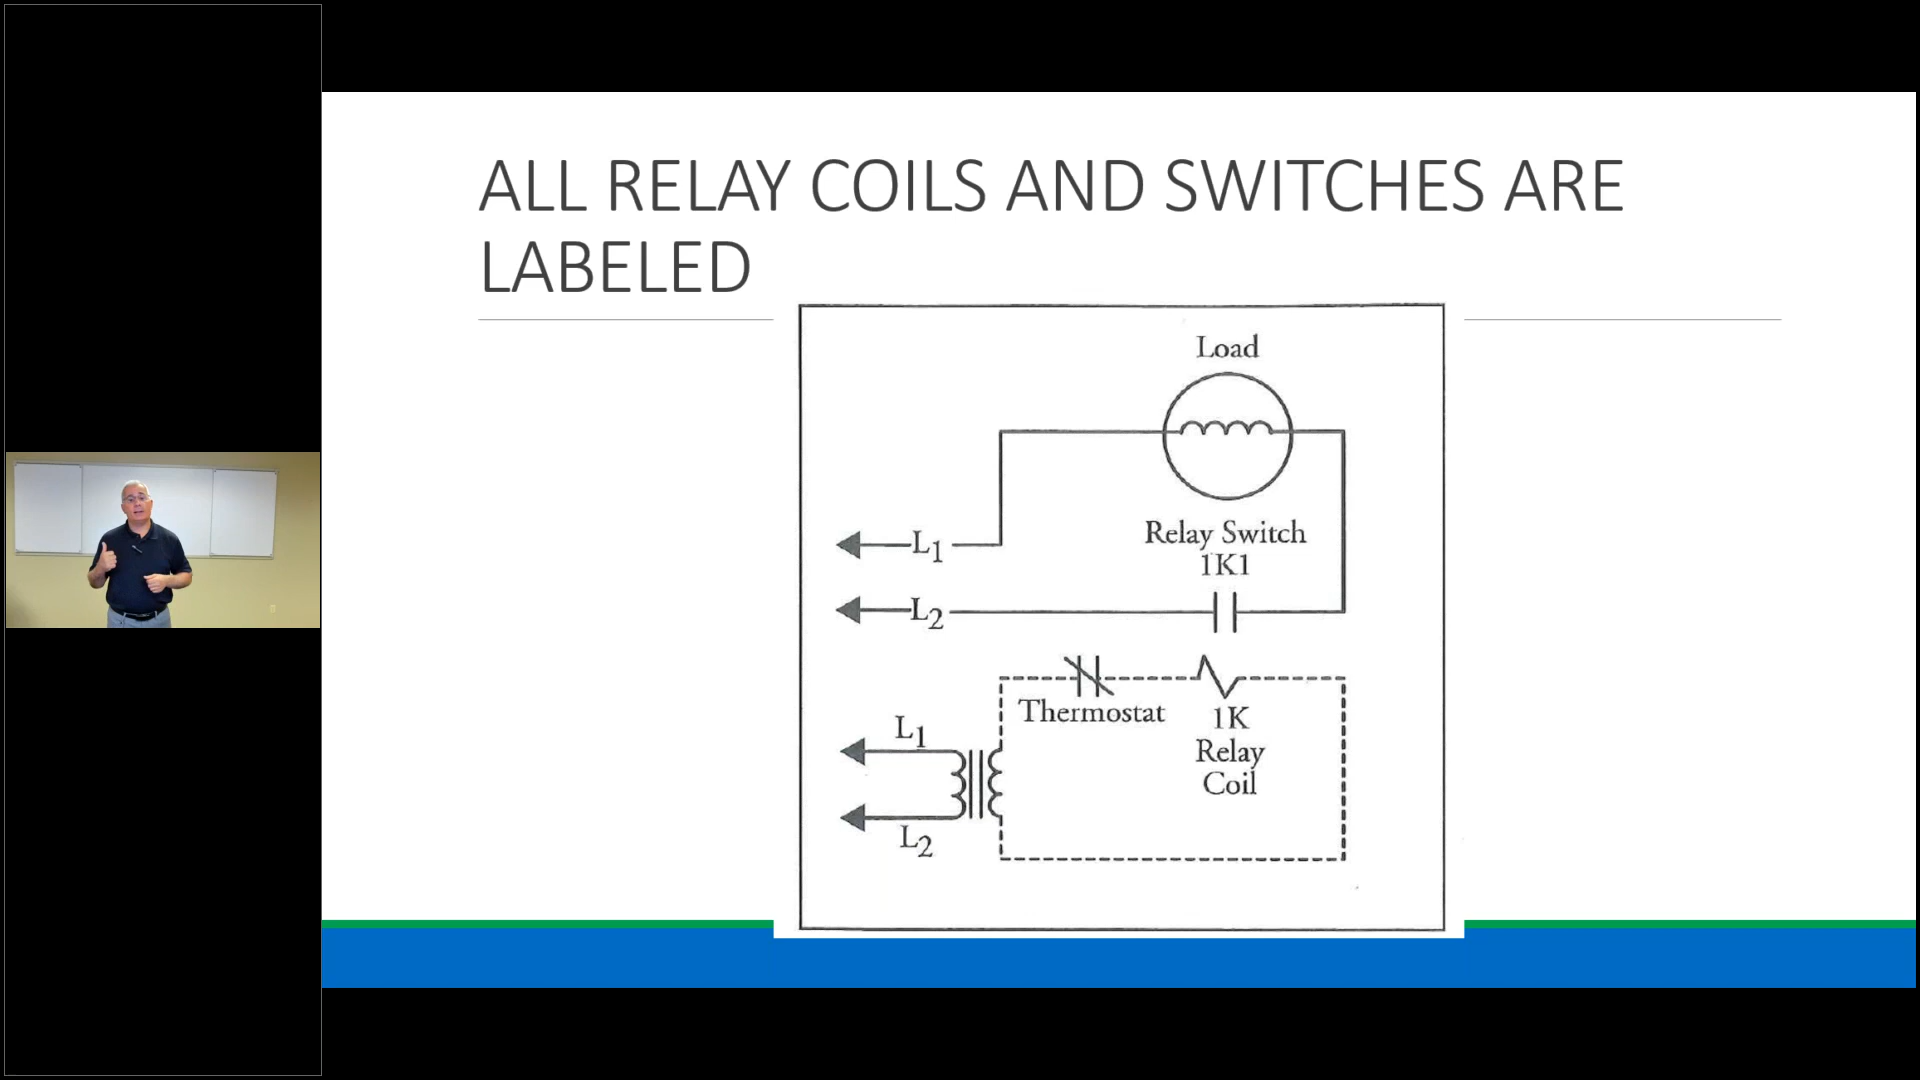 ALL RELAY COILS AND SWITCHES ARE
LABELED
Load
L1
Relay Switch
1K1
L2
Thermostat
1K
Relay
Coil
L1
L2